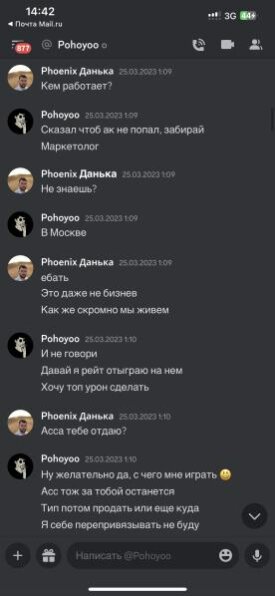 14:42
3G 44
◂ Почта Mail.ru
877
@ Pohoyoo
Phoenix Данька 25.03.2023 1:09
Кем работает?
Pohoyoo 25.03.2023 1:09
Сказал чтоб ак не попал, забирай
Маркетолог
Phoenix Данька 25.03.2023 1:09
Не знаешь?
Pohoyoo 25.03.2023 1:09
В Москве
Phoenix Данька 25.03.2023 1:09
ебать
Это даже не бизнев
Как же скромно мы живем
Pohoyoo 25.03.2023 1:10
И не говори
Давай я рейт отыграю на нем
Хочу топ урон сделать
Phoenix Данька 25.03.2023 1:10
Асса тебе отдаю?
Pohoyoo 25.03.2023 1:10
Ну желательно да, с чего мне играть 😃
Асс тож за тобой останется
Тип потом продать или еще куда
Я себе перепривязывать не буду
Написать @Pohoyoo